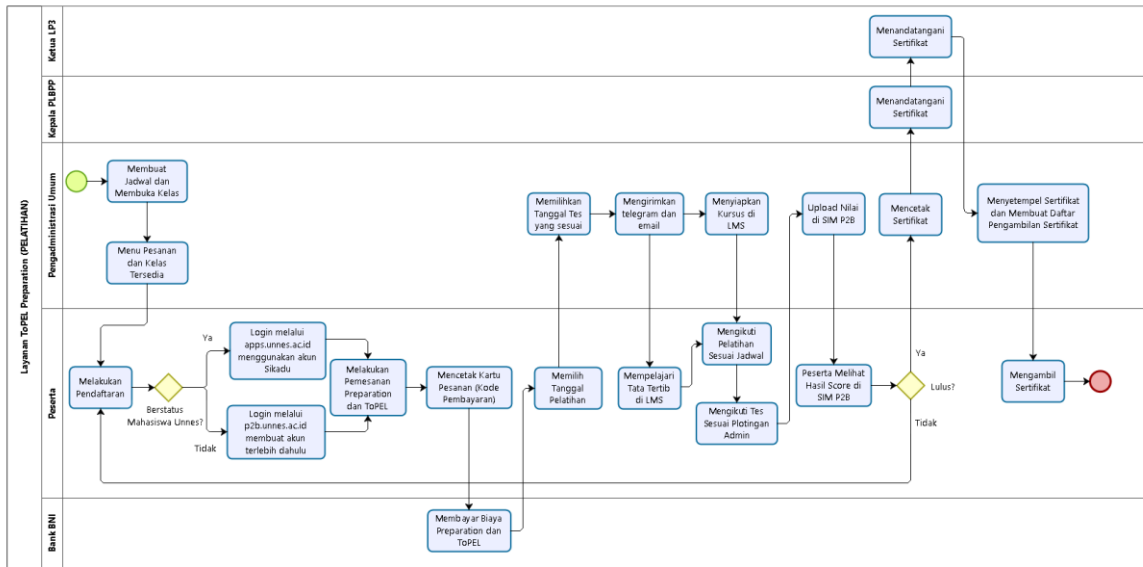 Layanan ToPEL Preparation (PELATIHAN)
Ketua LP3
Menandatangani
Sertifikat
Kepala PLBPP
Menandatangani
Sertifikat
Pengadministrasi Umum
Membuat
Jadwal dan
Membuka Kelas
Menu Pesanan
dan Kelas
Tersedia
Memilihkan
Tanggal Tes
yang sesuai
Mengirimkan
telegram dan
email
Menyiapkan
Kursus di
LMS
Upload Nilai
di SIM P2B
Mencetak
Sertifikat
Menyetempel Sertifikat
dan Membuat Daftar
Pengambilan Sertifikat
Peserta
Melakukan
Pendaftaran
Berstatus
Mahasiswa Unnes?
Ya
Login melalui
apps.unnes.ac.id
menggunakan akun
Sikadu
Tidak
Login melalui
p2b.unnes.ac.id
membuat akun
terlebih dahulu
Melakukan
Pemesanan
Preparation
dan ToPEL
Mencetak Kartu
Pesanan (Kode
Pembayaran)
Memilih
Tanggal
Pelatihan
Mempelajari
Tata Tertib
di LMS
Mengikuti
Pelatihan
Sesuai Jadwal
Mengikuti Tes
Sesuai Plotingan
Admin
Peserta Melihat
Hasil Score di
SIM P2B
Ya
Lulus?
Tidak
Mengambil
Sertifikat
Bank BNI
Membayar Biaya
Preparation dan
ToPEL